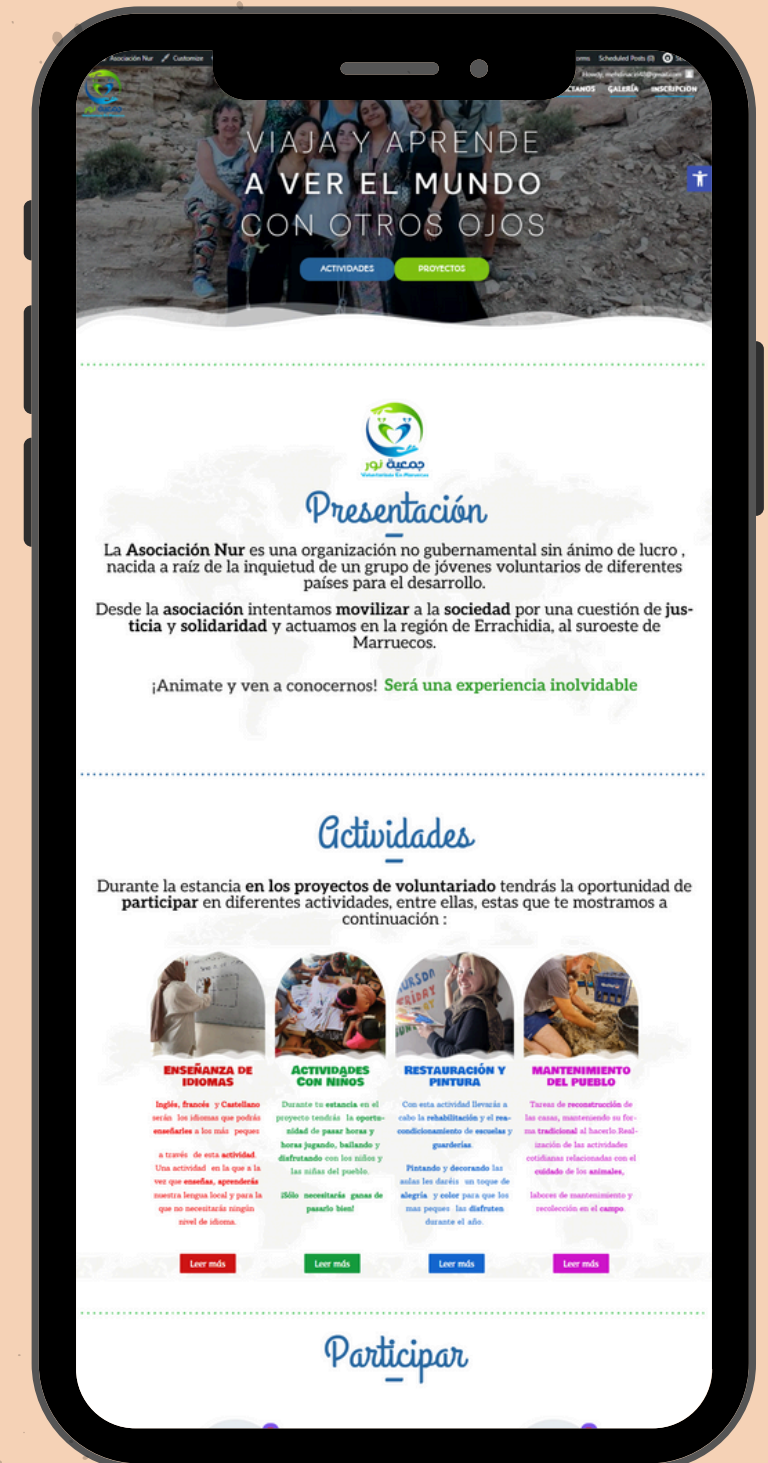 Asociación Nur Customize
Scheduled Posts (0)
GALERÍA INSCRIPCIÓN
VIAJA Y APRENDE
A VER EL MUNDO
CON OTROS OJOS
ACTIVIDADES PROYECTOS
جمعية نور
Voluntariado En Marruecos
Presentación
La Asociación Nur es una organización no gubernamental sin ánimo de lucro ,
nacida a raíz de la inquietud de un grupo de jóvenes voluntarios de diferentes
países para el desarrollo.
Desde la asociación intentamos movilizar a la sociedad por una cuestión de jus-
ticia y solidaridad y actuamos en la región de Errachidia, al suroeste de
Marruecos.
¡Animate y ven a conocernos! Será una experiencia inolvidable
Actividades
Durante la estancia en los proyectos de voluntariado tendrás la oportunidad de
participar en diferentes actividades, entre ellas, estas que te mostramos a
continuación :
ENSEÑANZA DE
IDIOMAS
Inglés, francés y Castellano
serán los idiomas que podrás
enseñarles a los más peques
a través de esta actividad.
Una actividad en la que a la
vez que enseñas, aprenderás
nuestra lengua local y para la
que no necesitarás ningún
nivel de idioma.
Leer más
ACTIVIDADES
CON NIÑOS
Durante tu estancia en el
proyecto tendrás la oportu-
nidad de pasar horas y
horas jugando, bailando y
disfrutando con los niños y
las niñas del pueblo.
¡Sólo necesitarás ganas de
pasarlo bien!
Leer más
RESTAURACIÓN Y
PINTURA
Con esta actividad llevarás a
cabo la rehabilitación y el rea-
condicionamiento de escuelas y
guarderías.
Pintando y decorando las
aulas les daréis un toque de
alegría y color para que los
mas peques las disfruten
durante el año.
Leer más
MANTENIMIENTO
DEL PUEBLO
Tareas de reconstrucción de
las casas, manteniendo su for-
ma tradicional al hacerlo.Real-
ización de las actividades
cotidianas relacionadas con el
cuidado de los animales,
labores de mantenimiento y
recolección en el campo.
Leer más
Participar